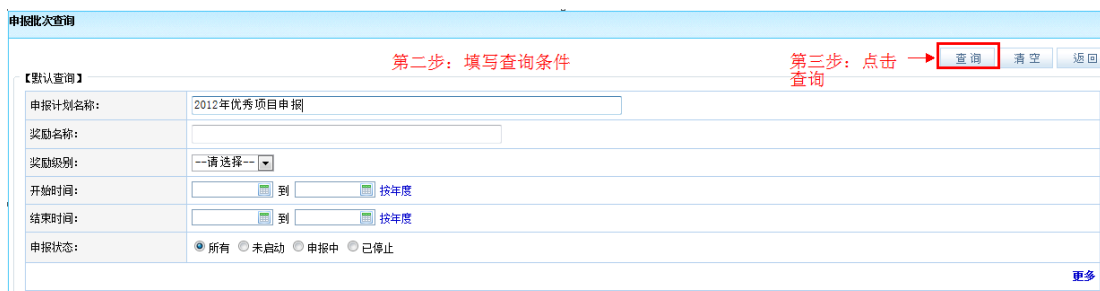 申报批次查询
第二步：填写查询条件
第三步：点击
查询
查询 清空 返回
【默认查询】
申报计划名称： 2012年优秀项目申报
奖励名称：
奖励级别： --请选择--
开始时间： 到 按年度
结束时间： 到 按年度
申报状态： 所有 未启动 申报中 已停止
更多